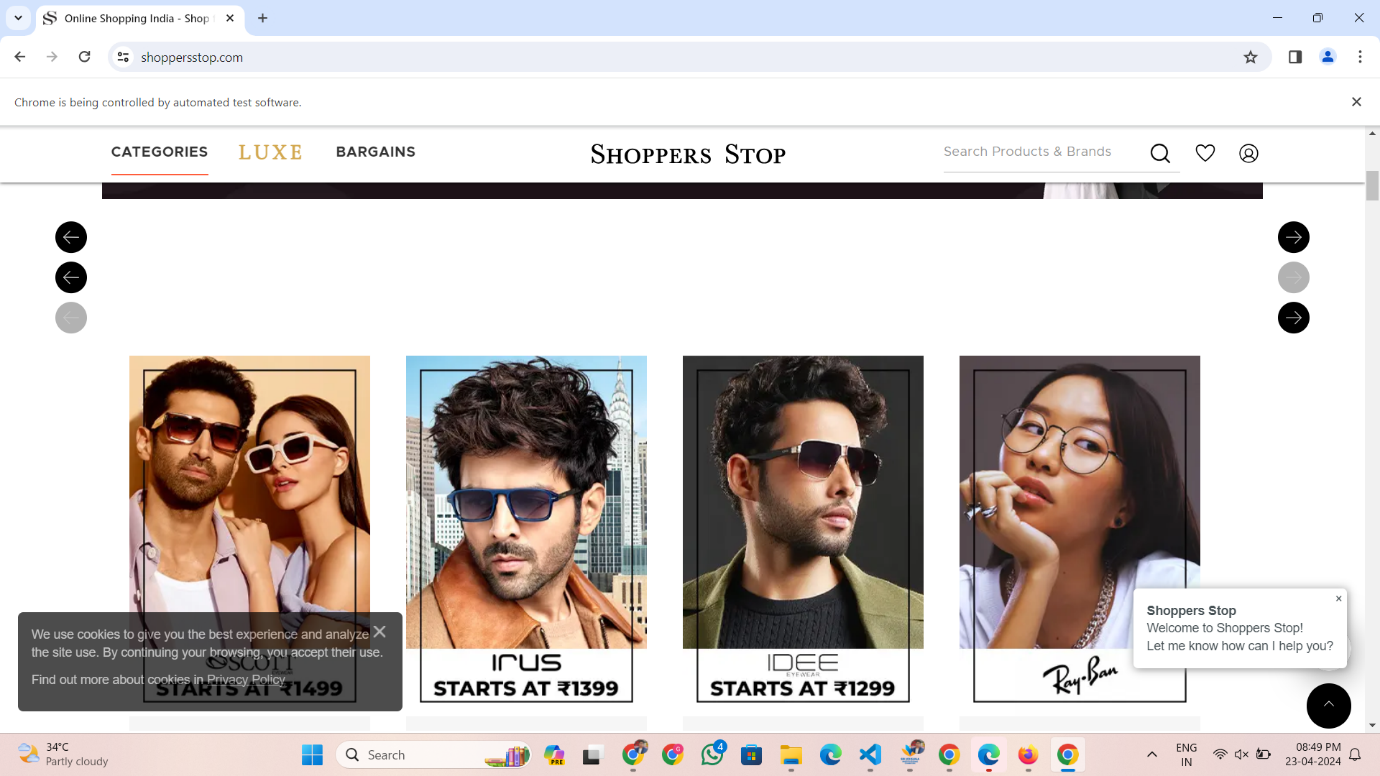 Online Shopping India - Shop
shoppersstop.com
Chrome is being controlled by automated test software.
CATEGORIES
LUXE
BARGAINS
SHOPPERS STOP
Search Products & Brands
We use cookies to give you the best experience and analyze
the site use. By continuing your browsing, you accept their use.
Find out more about cookies in Privacy Policy
SCOTT
STARTS AT ₹1499
IRUS
STARTS AT ₹1399
IDEE
EYEWEAR
STARTS AT ₹1299
Ray-Ban
Shoppers Stop
Welcome to Shoppers Stop!
Let me know how can I help you?
34°C
Partly cloudy
Search
PRE
4
ENG
IN
08:49 PM
23-04-2024